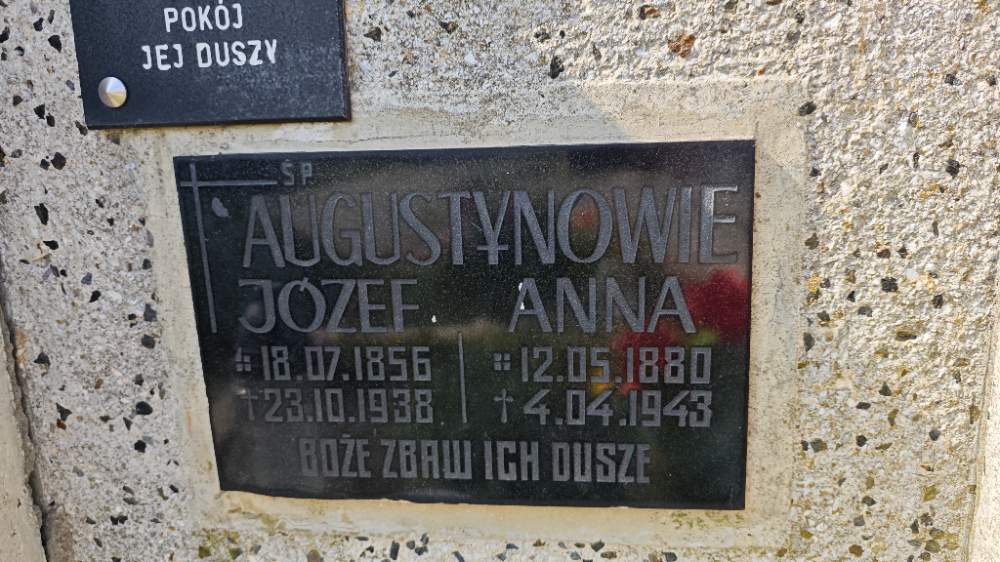 POKÓJ
JEJ DUSZY
ŚP
AUGUSTYNOWIE
JÓZEF ANNA
18.07.1856 12.05.1880
†23.10.1938 †4.04.1943
BOŻE ZBAW ICH DUSZE